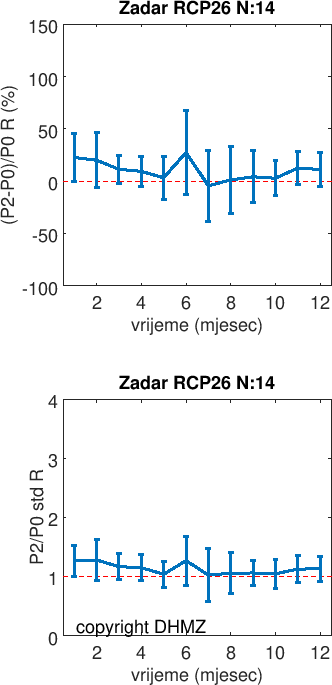 Zadar RCP26 N:14
150
100
50
0
-50
-100
(P2-P0)/P0 R (%)
2 4 6 8 10 12
vrijeme (mjesec)
Zadar RCP26 N:14
4
3
2
1
0
P2/P0 std R
copyright DHMZ
2 4 6 8 10 12
vrijeme (mjesec)